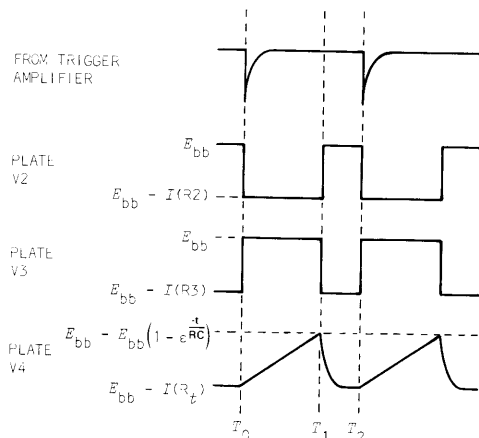 FROM TRIGGER
AMPLIFIER
PLATE
V2
E_bb
E_bb - I(R2)
PLATE
V3
E_bb
E_bb - I(R3)
PLATE
V4
E_bb - E_bb(1 - ε^(-t/RC))
E_bb - I(R_t)
T_0 T_1 T_2